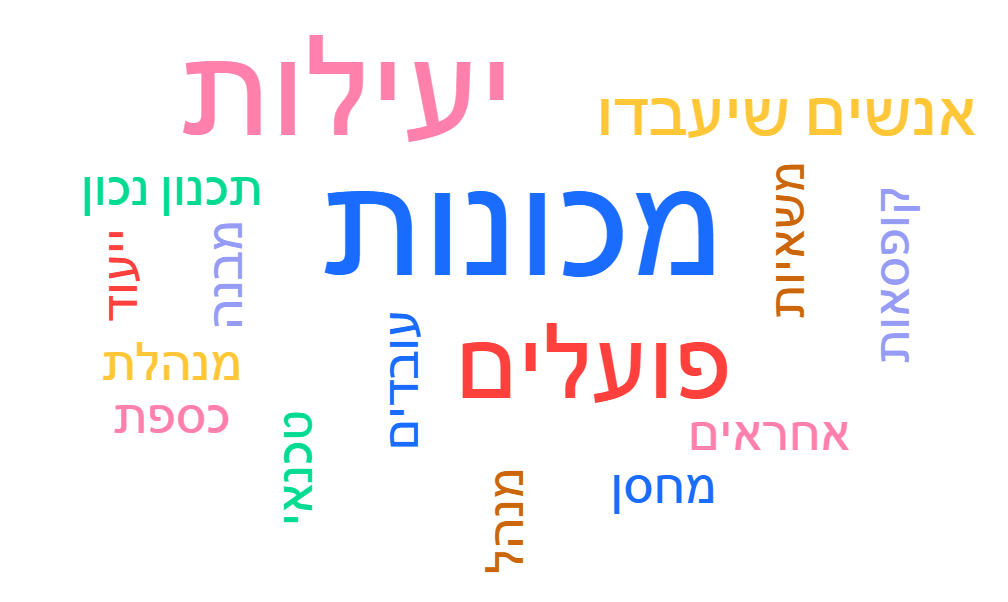 יעילות
אנשים שיעבדו
תכנון נכון
מכונות
משאיות
קופסאות
ייעוד
מבנה
עובדים
פועלים
מנהלת
כספת
אחראים
טכנאי
מחסן
מנהל